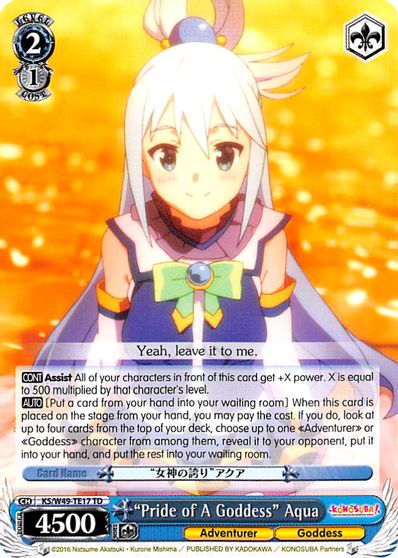 LEVEL
2
1
COST
Yeah, leave it to me.
CONT Assist All of your characters in front of this card get +X power. X is equal
to 500 multiplied by that character's level.
AUTO [Put a card from your hand into your waiting room] When this card is
placed on the stage from your hand, you may pay the cost. If you do, look at
up to four cards from the top of your deck, choose up to one «Adventurer» or
«Goddess» character from among them, reveal it to your opponent, put it
into your hand, and put the rest into your waiting room.
Card Name
"女神の誇り"アクア
CH KS/W49-TE17 TD
"Pride of A Goddess" Aqua
KONOSUBA!
POWER
4500
Adventurer
Goddess
©2016 Natsume Akatsuki・Kurone Mishima / PUBLISHED BY KADOKAWA / KONOSUBA Partners